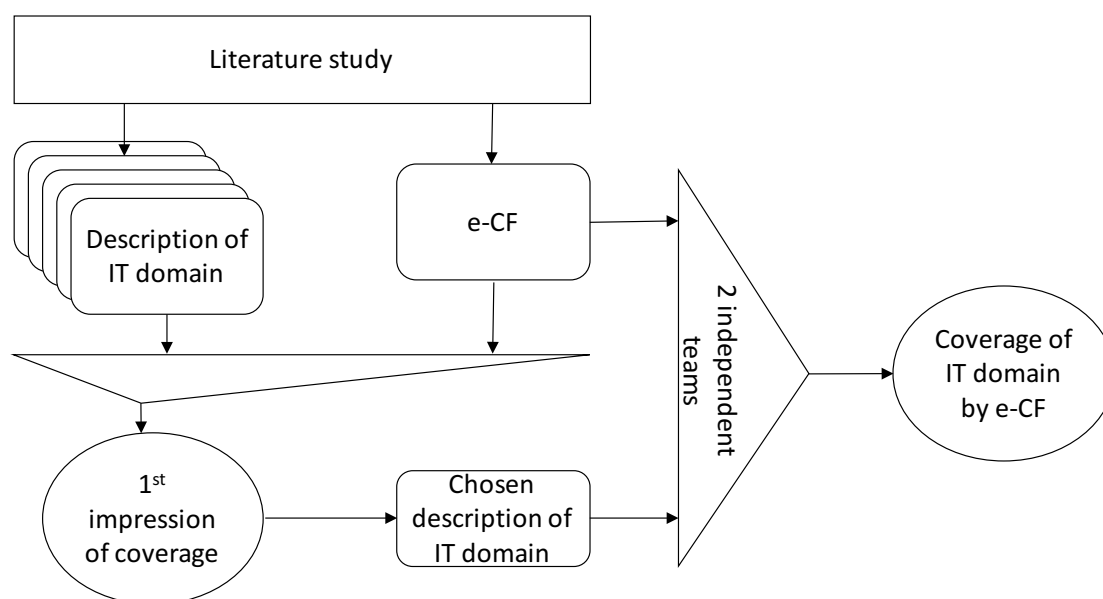 Literature study
Description of
IT domain
e-CF
2 independent
teams
Coverage of
IT domain
by e-CF
1st
impression
of coverage
Chosen
description of
IT domain